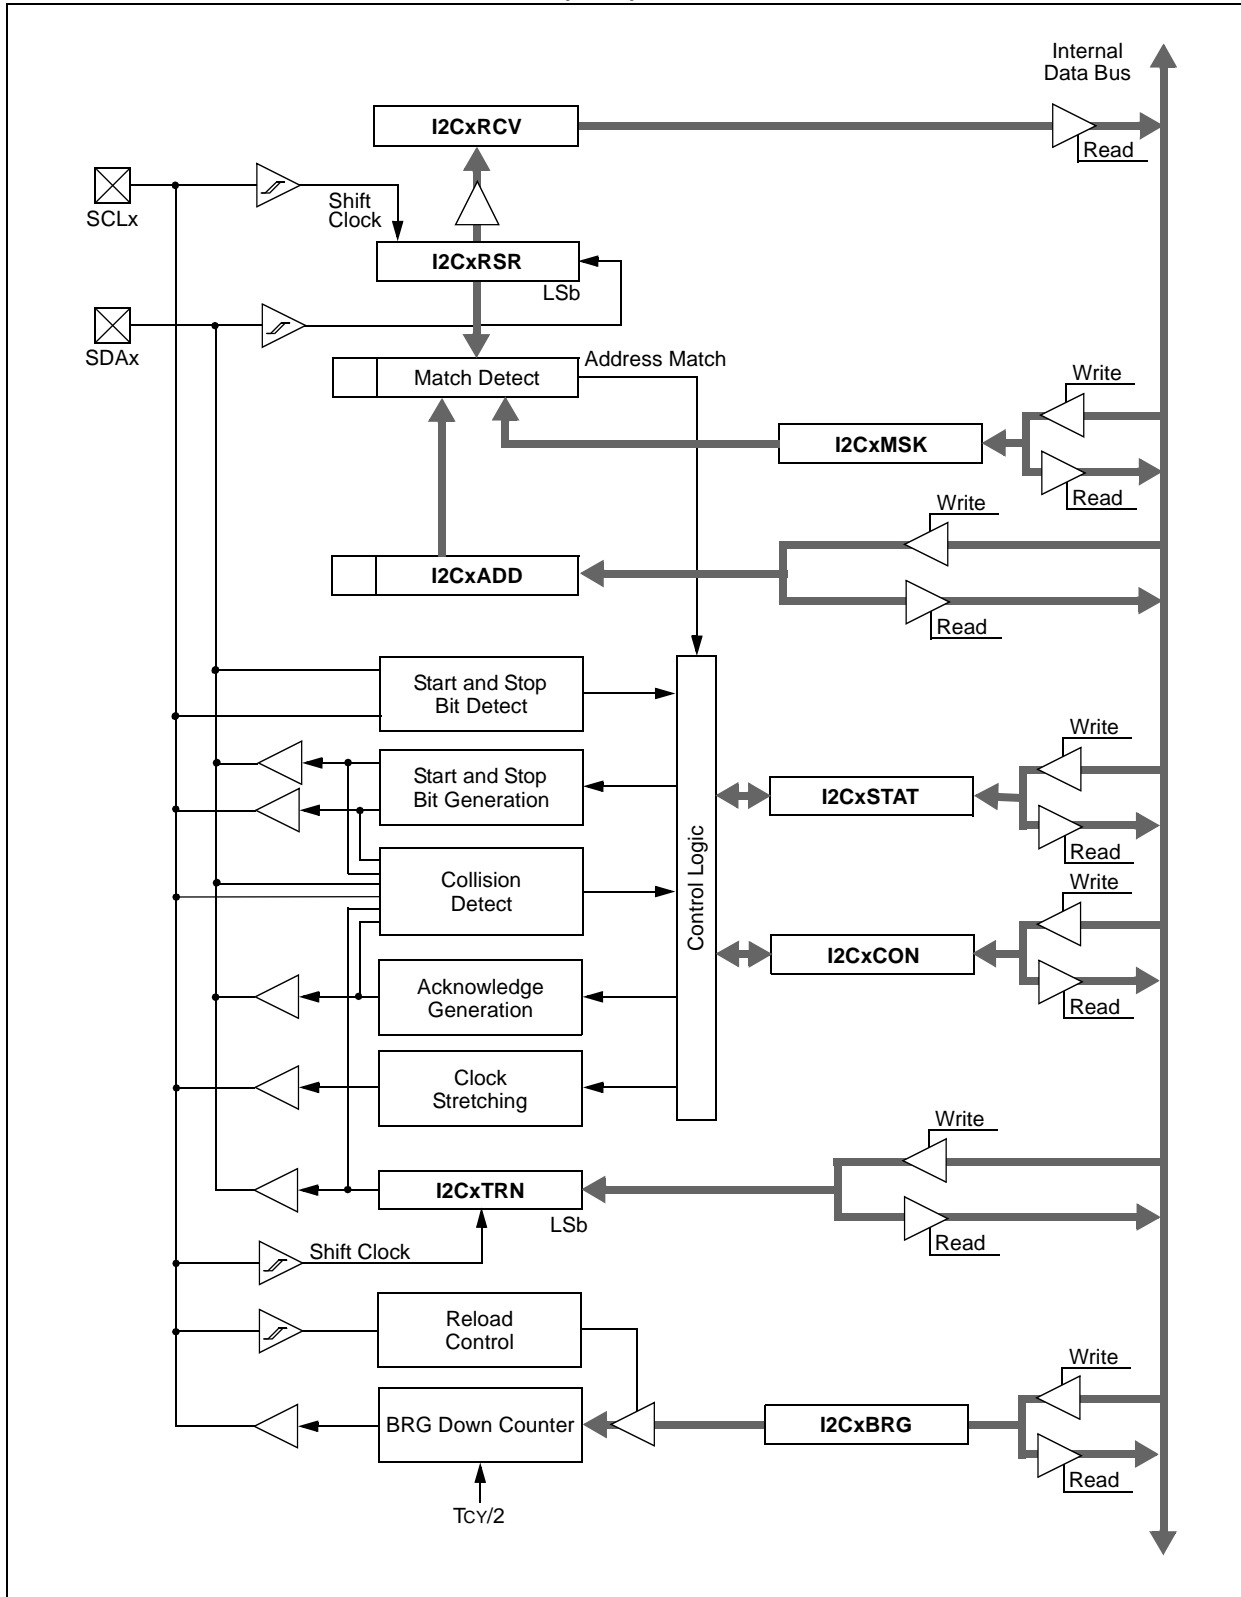 Internal
Data Bus
I2CxRCV
Read
SCLx
Shift
Clock
I2CxRSR
LSb
SDAx
Address Match
Match Detect
Write
I2CxMSK
Read
Write
I2CxADD
Read
Start and Stop
Bit Detect
Write
Start and Stop
Bit Generation
I2CxSTAT
Control Logic
Read
Collision
Detect
Write
I2CxCON
Acknowledge
Generation
Read
Clock
Stretching
Write
I2CxTRN
LSb
Read
Shift Clock
Reload
Control
Write
BRG Down Counter
I2CxBRG
Read
TCY/2